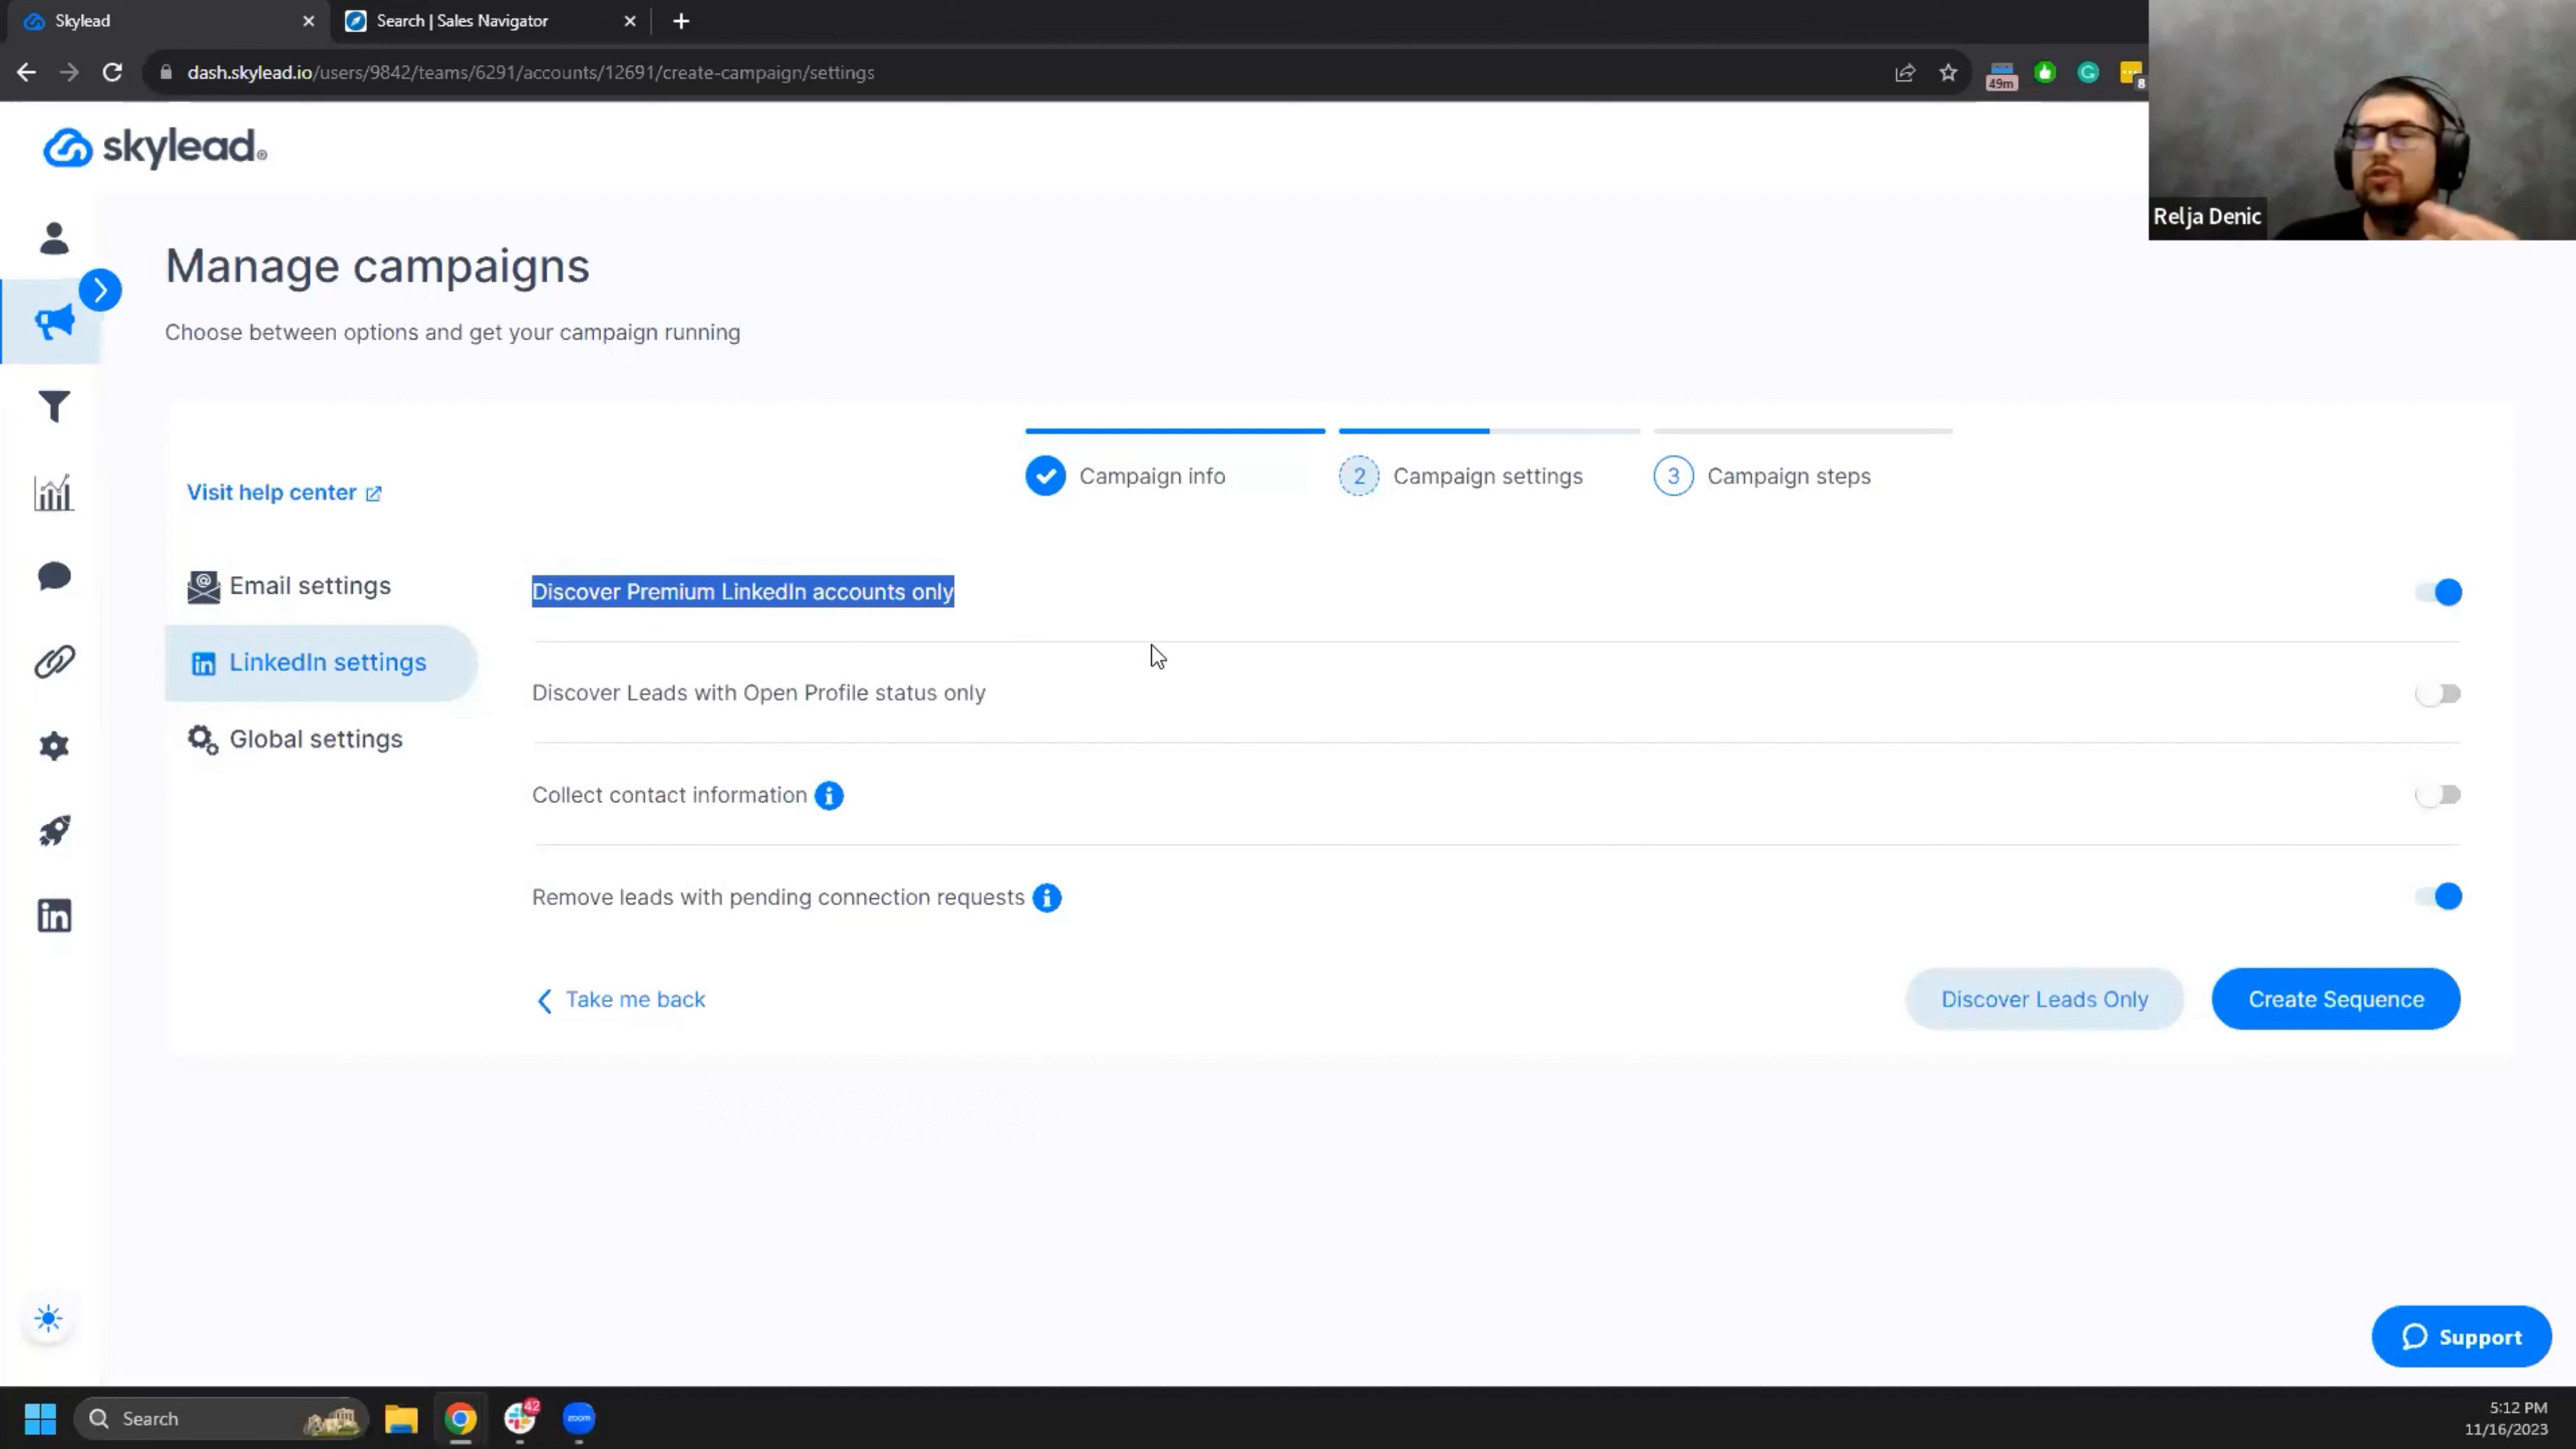 Skylead
Search | Sales Navigator
dash.skylead.io/users/9842/teams/6291/accounts/12691/create-campaign/settings
49m
8
Relja Denic
skylead®
Manage campaigns
Choose between options and get your campaign running
Visit help center
Campaign info
2 Campaign settings
3 Campaign steps
Email settings
LinkedIn settings
Global settings
Discover Premium LinkedIn accounts only
Discover Leads with Open Profile status only
Collect contact information
Remove leads with pending connection requests
Take me back
Discover Leads Only
Create Sequence
Support
Search
42
zoom
5:12 PM
11/16/2023